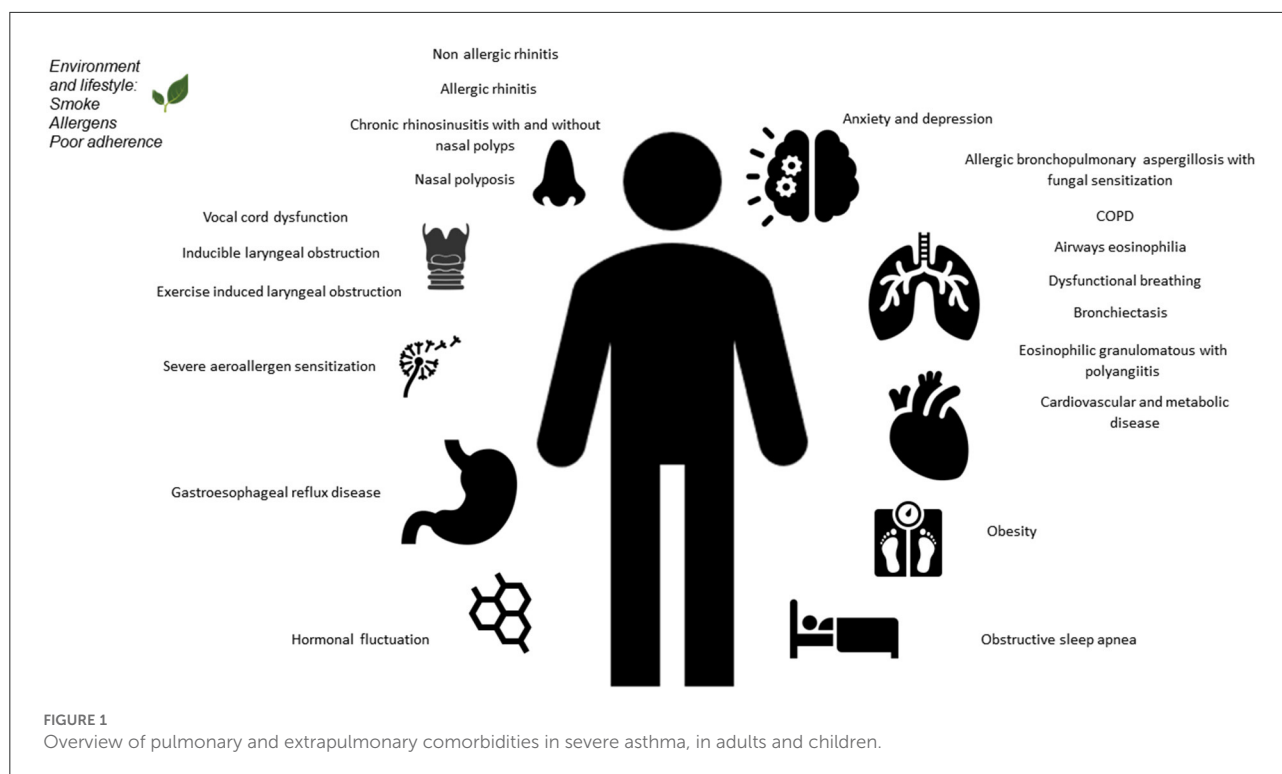 Environment
and lifestyle:
Smoke
Allergens
Poor adherence
Non allergic rhinitis
Allergic rhinitis
Chronic rhinosinusitis with and without
nasal polyps
Nasal polyposis
Vocal cord dysfunction
Inducible laryngeal obstruction
Exercise induced laryngeal obstruction
Severe aeroallergen sensitization
Gastroesophageal reflux disease
Hormonal fluctuation
Anxiety and depression
Allergic bronchopulmonary aspergillosis with
fungal sensitization
COPD
Airways eosinophilia
Dysfunctional breathing
Bronchiectasis
Eosinophilic granulomatous with
polyangiitis
Cardiovascular and metabolic
disease
Obesity
Obstructive sleep apnea
FIGURE 1
Overview of pulmonary and extrapulmonary comorbidities in severe asthma, in adults and children.